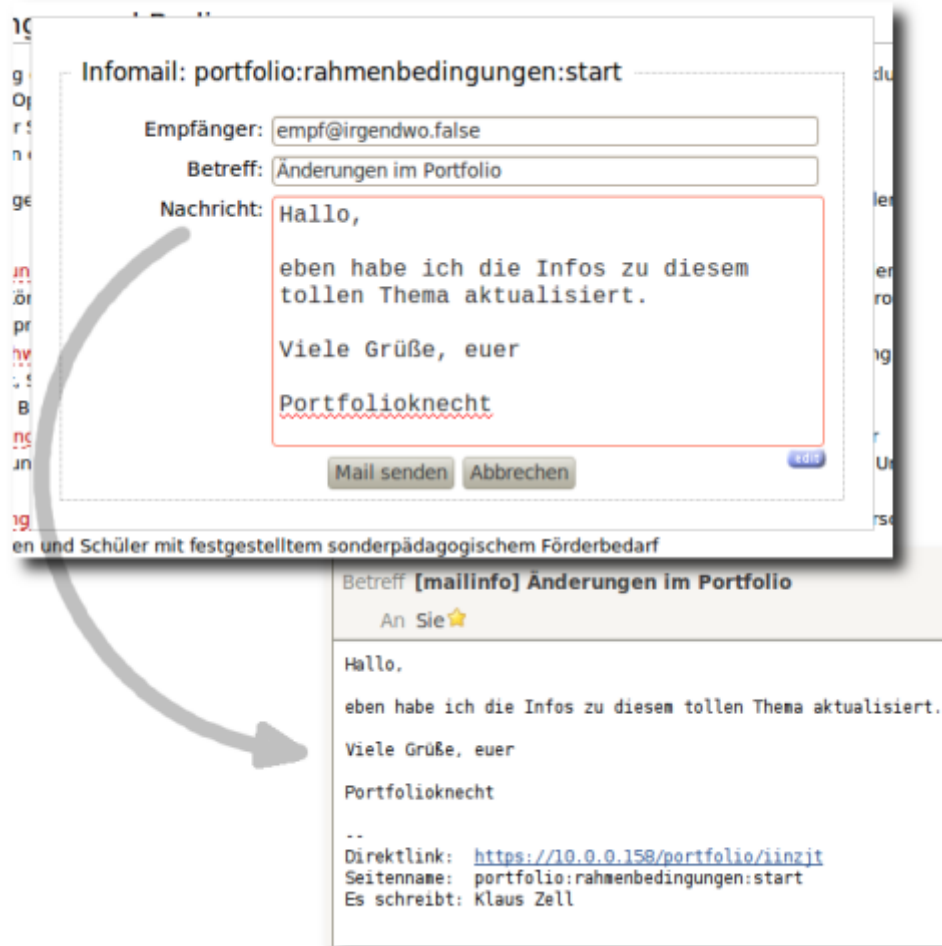 Infomail: portfolio:rahmenbedingungen:start
Empfänger: empf@irgendwo.false
Betreff: Änderungen im Portfolio
Nachricht: Hallo,
eben habe ich die Infos zu diesem
tollen Thema aktualisiert.
Viele Grüße, euer
Portfolioknecht
edit
Mail senden Abbrechen
en und Schüler mit festgestelltem sonderpädagogischem Förderbedarf
Betreff [mailinfo] Änderungen im Portfolio
An Sie
Hallo,
eben habe ich die Infos zu diesem tollen Thema aktualisiert.
Viele Grüße, euer
Portfolioknecht
--
Direktlink: https://10.0.0.158/portfolio/iinzjt
Seitenname: portfolio:rahmenbedingungen:start
Es schreibt: Klaus Zell